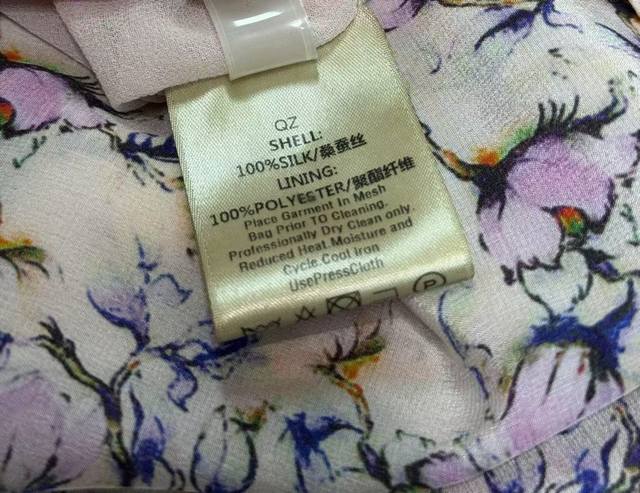 QZ
SHELL:
100%SILK/桑蚕丝
LINING:
100%POLYESTER/聚酯纤维
Place Garment In Mesh
Bag Prior TO Cleaning.
Professionally Dry Clean only.
Reduced Heat.Moisture and
Cycle.Cool Iron
UsePressCloth
P